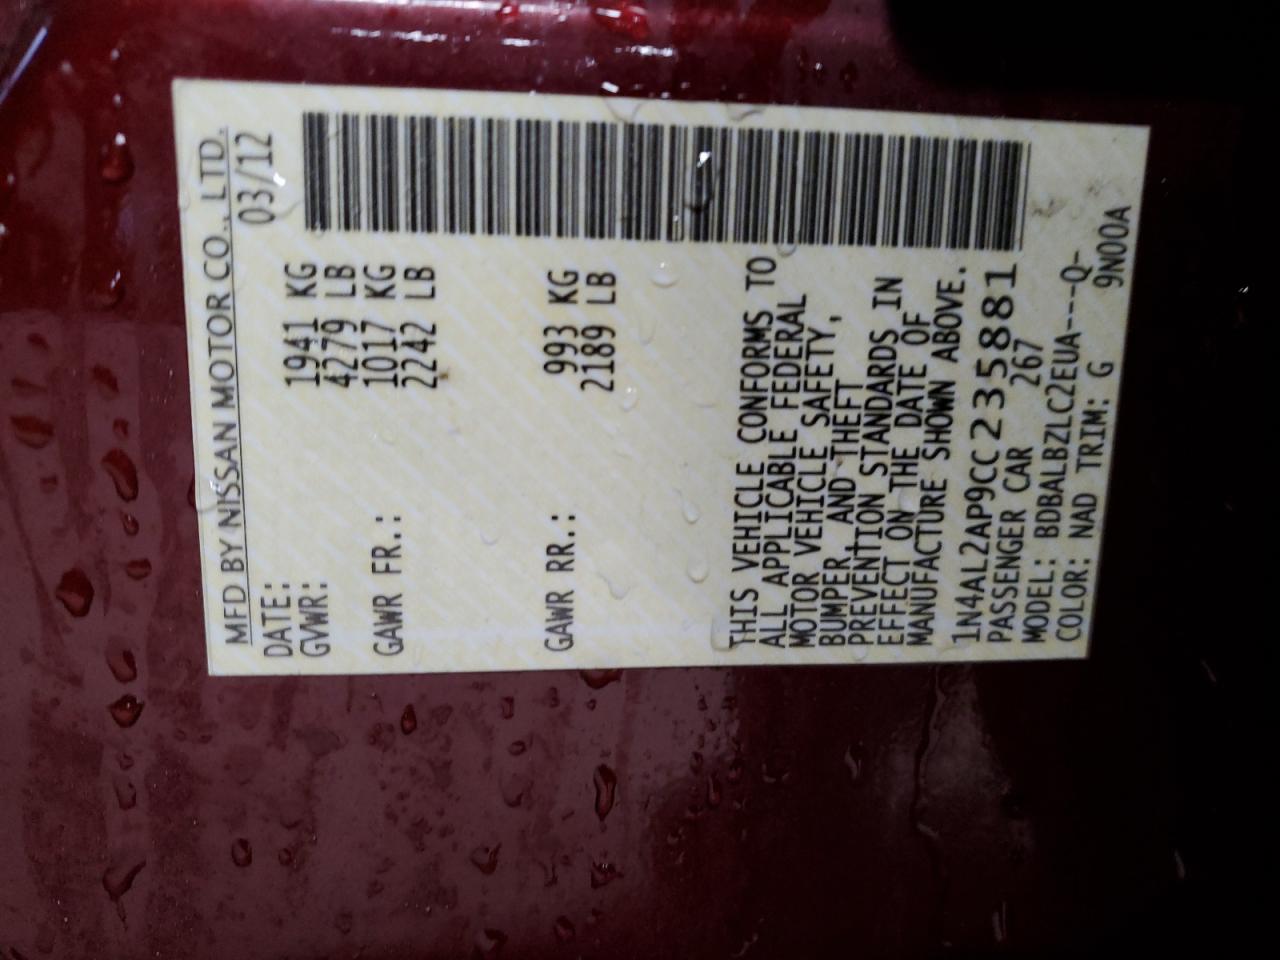 MFD BY NISSAN MOTOR CO., LTD.
DATE: 03/12
GVWR: 1941 KG
4279 LB
GAWR FR.: 1017 KG
2242 LB
GAWR RR.: 993 KG
2189 LB
THIS VEHICLE CONFORMS TO
ALL APPLICABLE FEDERAL
MOTOR VEHICLE SAFETY,
BUMPER, AND THEFT
PREVENTION STANDARDS IN
EFFECT ON THE DATE OF
MANUFACTURE SHOWN ABOVE.
1N4AL2AP9CC235881
PASSENGER CAR 267
MODEL: BDBALBZLC2EUA---Q-
COLOR: NAD TRIM: G 9N00A